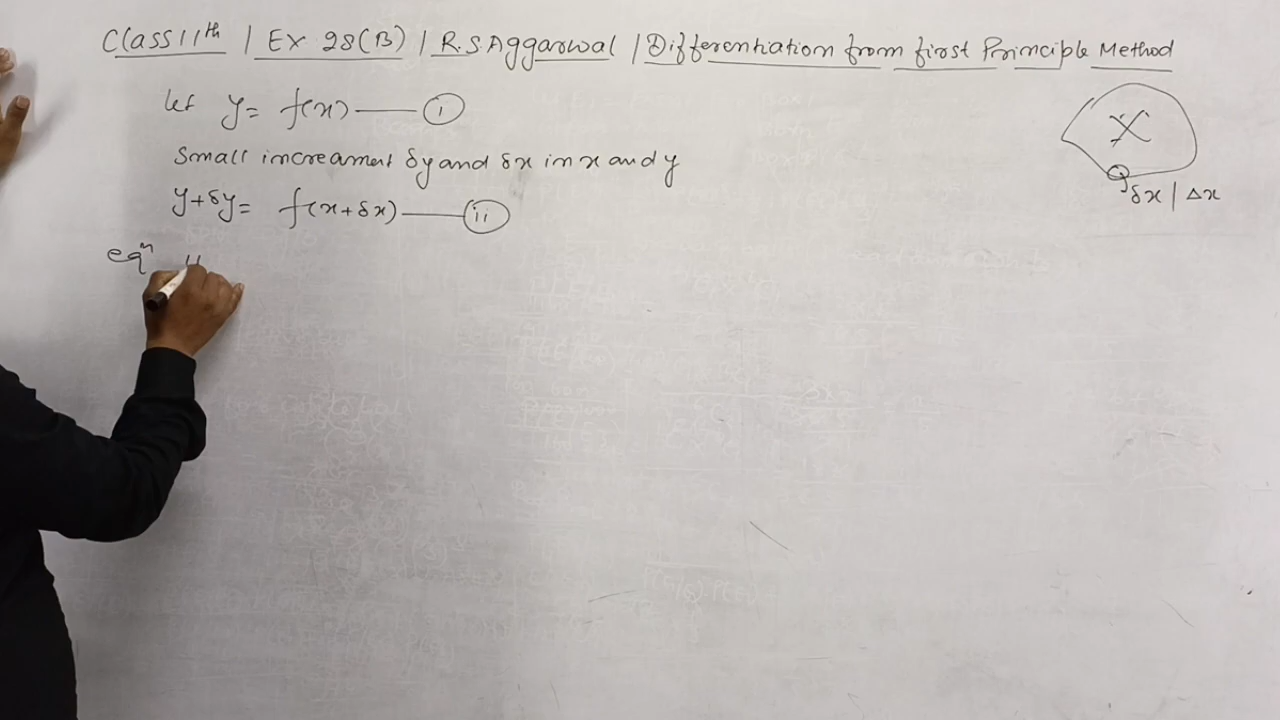 Class 11th / Ex 28(B) / R.S Aggarwal / Differentiation from first Principle Method
let y = f(x) —— (i)
Small increament δy and δx in x and y
y+δy = f(x+δx) —— (ii)
eqn
X
δx / Δx